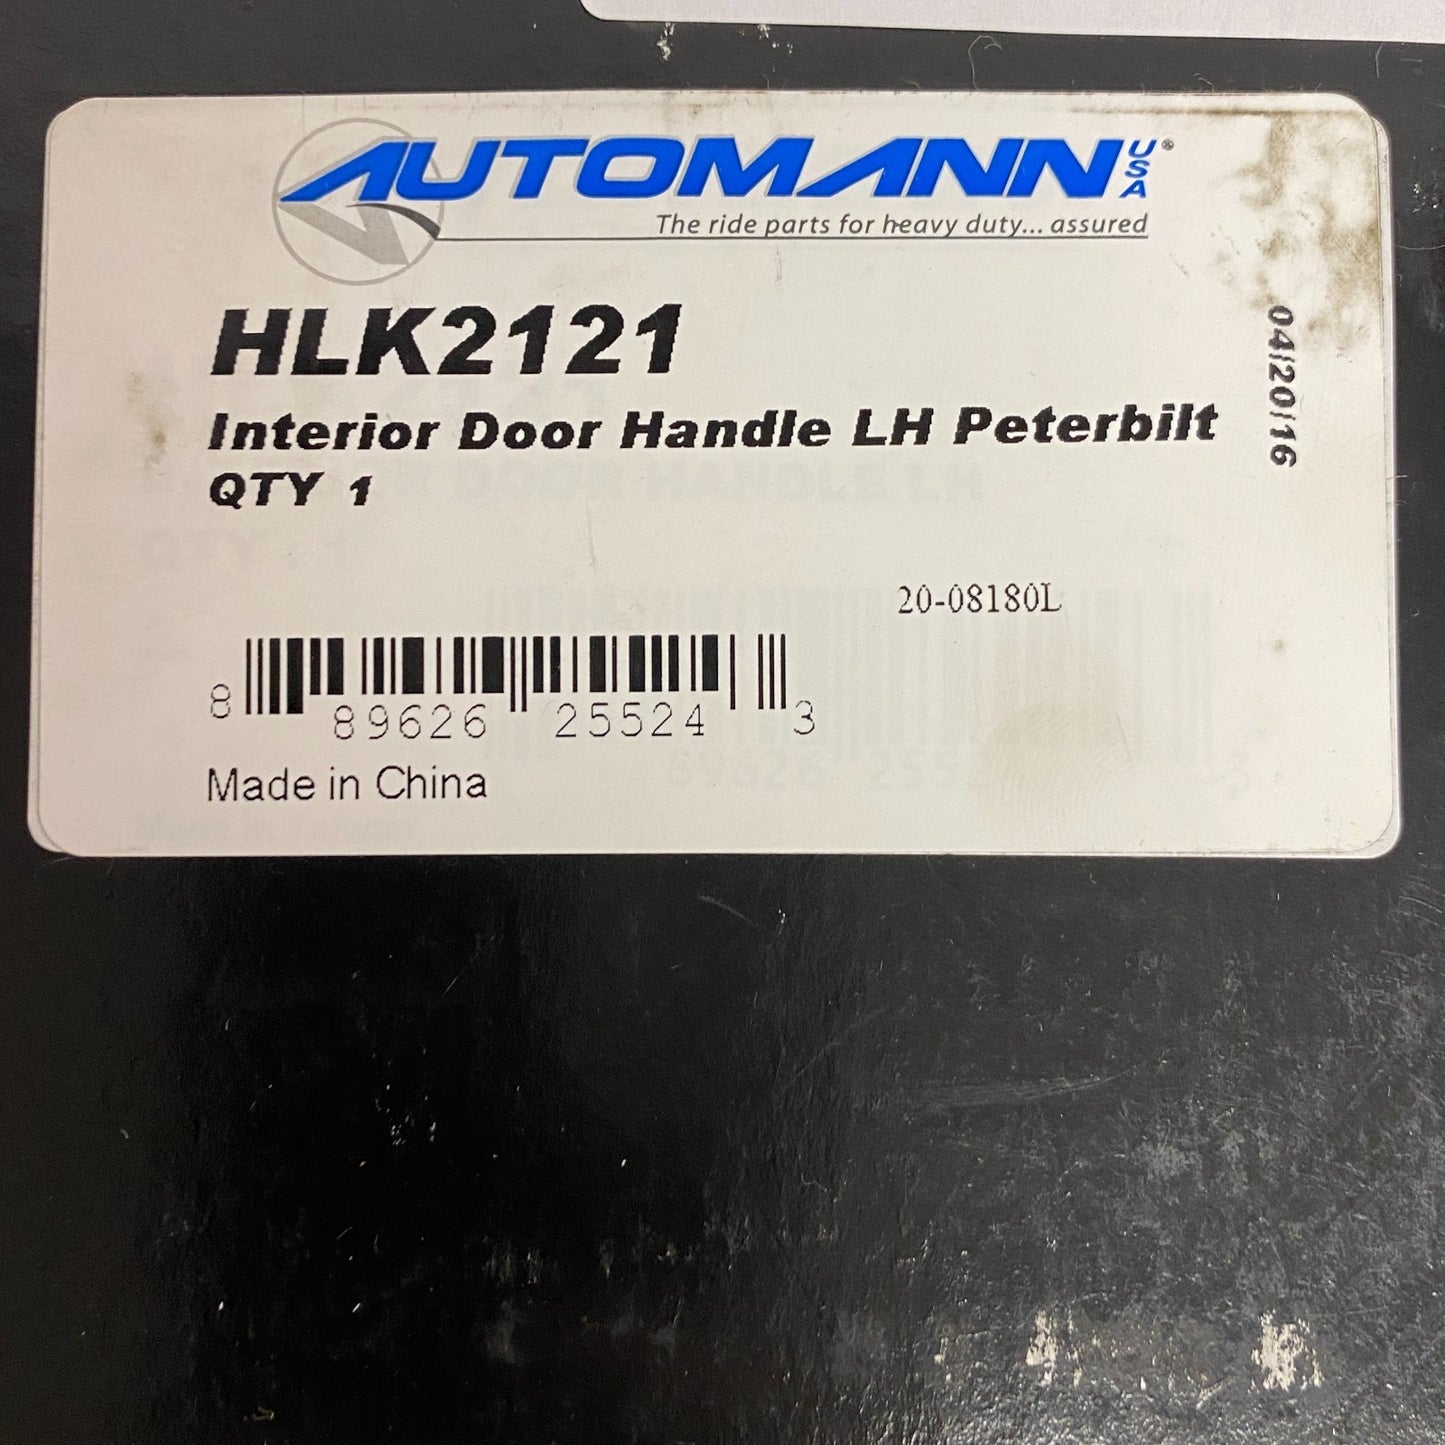 AUTOMANN USA®
The ride parts for heavy duty... assured
HLK2121
Interior Door Handle LH Peterbilt
QTY 1
04/20/16
20-08180L
8 89626 25524 3
Made in China